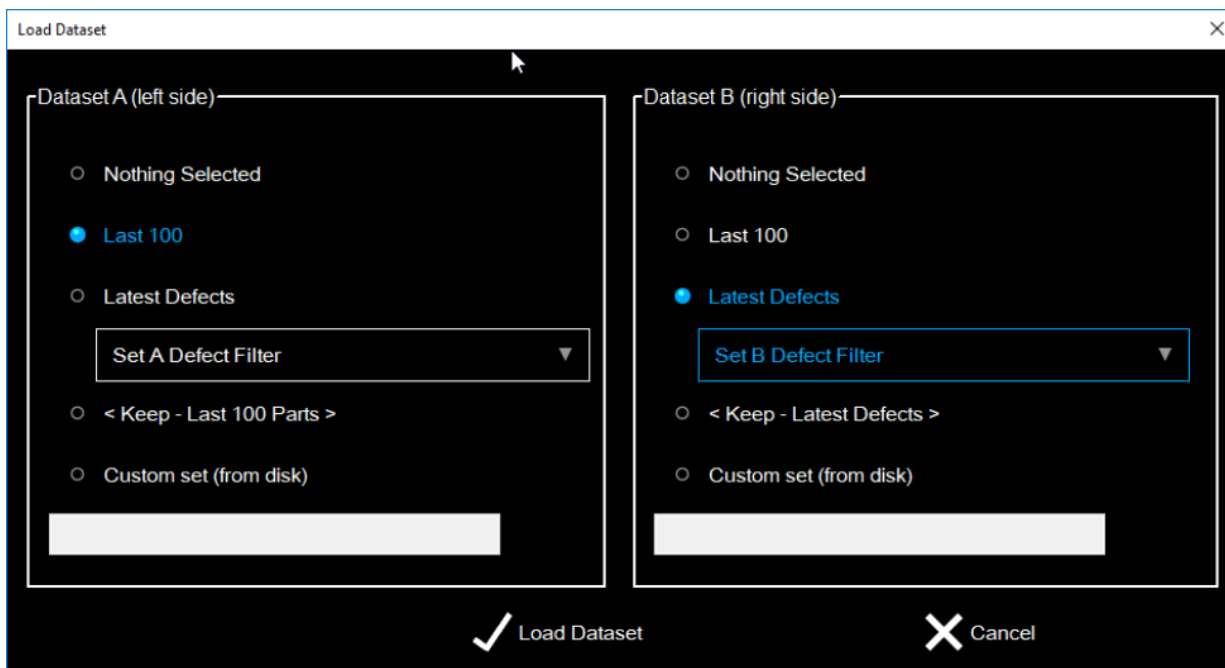 Load Dataset
Dataset A (left side)
Nothing Selected
Last 100
Latest Defects
Set A Defect Filter
< Keep - Last 100 Parts >
Custom set (from disk)
Dataset B (right side)
Nothing Selected
Last 100
Latest Defects
Set B Defect Filter
< Keep - Latest Defects >
Custom set (from disk)
Load Dataset
Cancel